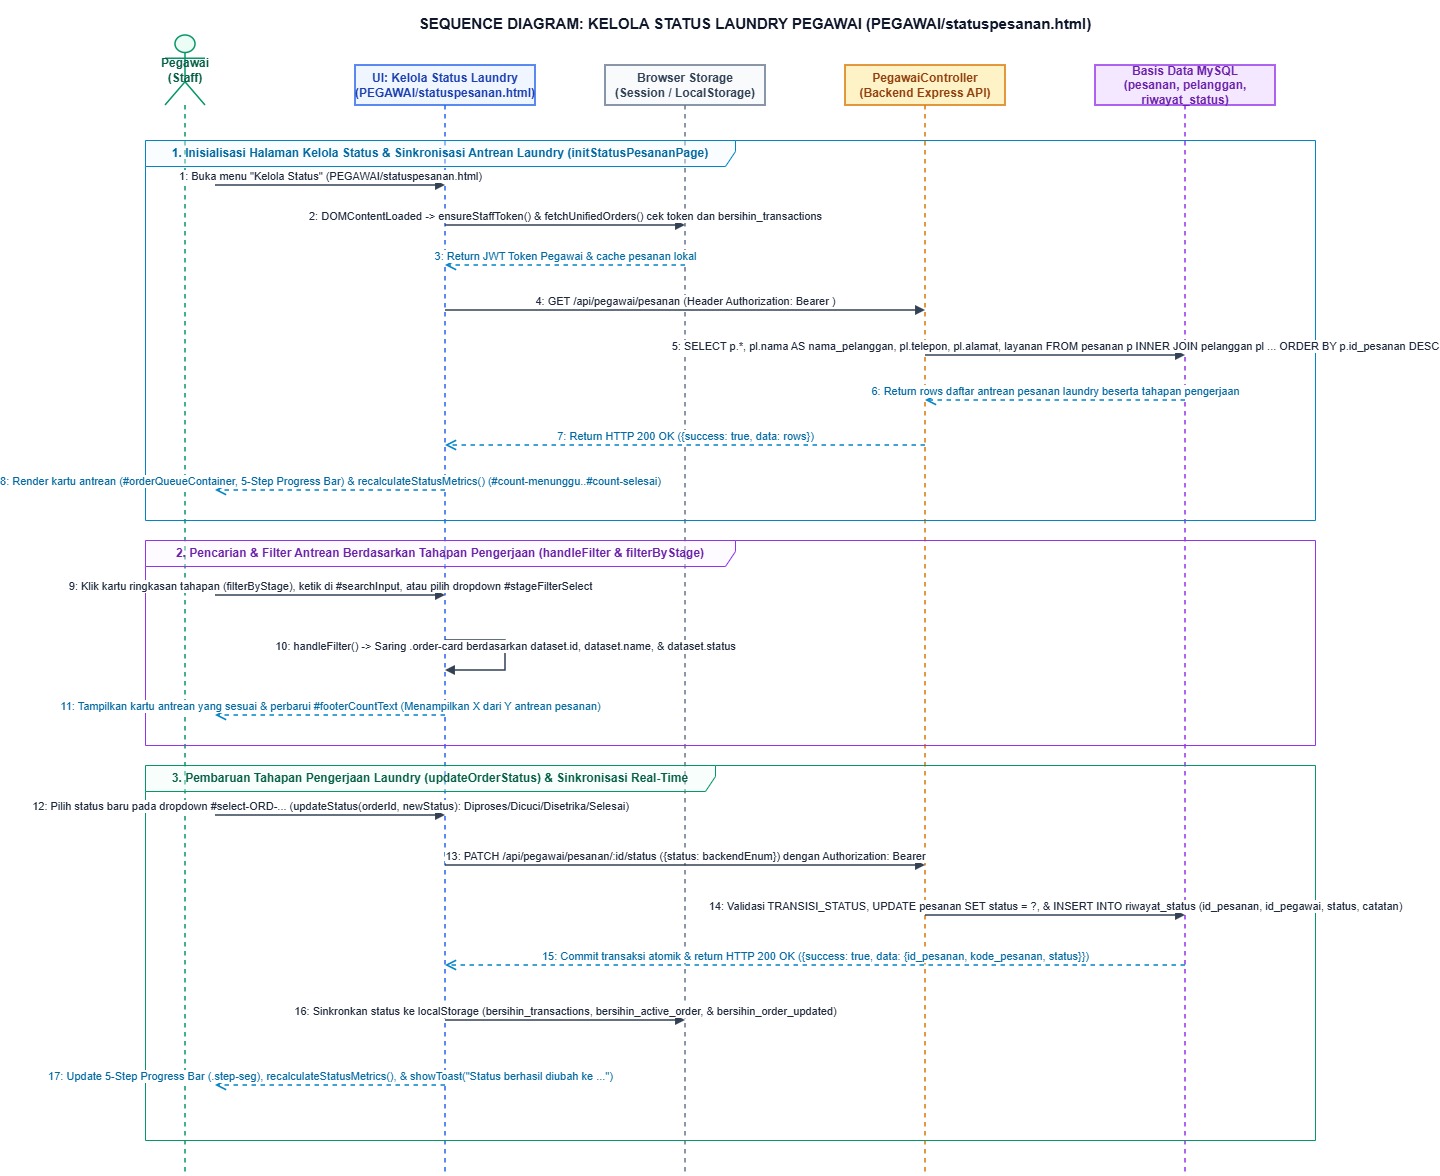 SEQUENCE DIAGRAM: KELOLA STATUS LAUNDRY PEGAWAI (PEGAWAI/statuspesanan.html)
Pegawai
(Staff)
UI: Kelola Status Laundry
(PEGAWAI/statuspesanan.html)
Browser Storage
(Session / LocalStorage)
PegawaiController
(Backend Express API)
Basis Data MySQL
(pesanan, pelanggan,
riwayat_status)
1. Inisialisasi Halaman Kelola Status & Sinkronisasi Antrean Laundry (initStatusPesananPage)
1: Buka menu "Kelola Status" (PEGAWAI/statuspesanan.html)
2: DOMContentLoaded -> ensureStaffToken() & fetchUnifiedOrders() cek token dan bersihin_transactions
3: Return JWT Token Pegawai & cache pesanan lokal
4: GET /api/pegawai/pesanan (Header Authorization: Bearer )
5: SELECT p.*, pl.nama AS nama_pelanggan, pl.telepon, pl.alamat, layanan FROM pesanan p INNER JOIN pelanggan pl ... ORDER BY p.id_pesanan DESC
6: Return rows daftar antrean pesanan laundry beserta tahapan pengerjaan
7: Return HTTP 200 OK ({success: true, data: rows})
8: Render kartu antrean (#orderQueueContainer, 5-Step Progress Bar) & recalculateStatusMetrics() (#count-menunggu..#count-selesai)
2. Pencarian & Filter Antrean Berdasarkan Tahapan Pengerjaan (handleFilter & filterByStage)
9: Klik kartu ringkasan tahapan (filterByStage), ketik di #searchInput, atau pilih dropdown #stageFilterSelect
10: handleFilter() -> Saring .order-card berdasarkan dataset.id, dataset.name, & dataset.status
11: Tampilkan kartu antrean yang sesuai & perbarui #footerCountText (Menampilkan X dari Y antrean pesanan)
3. Pembaruan Tahapan Pengerjaan Laundry (updateOrderStatus) & Sinkronisasi Real-Time
12: Pilih status baru pada dropdown #select-ORD-... (updateStatus(orderId, newStatus): Diproses/Dicuci/Disetrika/Selesai)
13: PATCH /api/pegawai/pesanan/:id/status ({status: backendEnum}) dengan Authorization: Bearer
14: Validasi TRANSISI_STATUS, UPDATE pesanan SET status = ?, & INSERT INTO riwayat_status (id_pesanan, id_pegawai, status, catatan)
15: Commit transaksi atomik & return HTTP 200 OK ({success: true, data: {id_pesanan, kode_pesanan, status}})
16: Sinkronkan status ke localStorage (bersihin_transactions, bersihin_active_order, & bersihin_order_updated)
17: Update 5-Step Progress Bar (.step-seg), recalculateStatusMetrics(), & showToast("Status berhasil diubah ke ...")